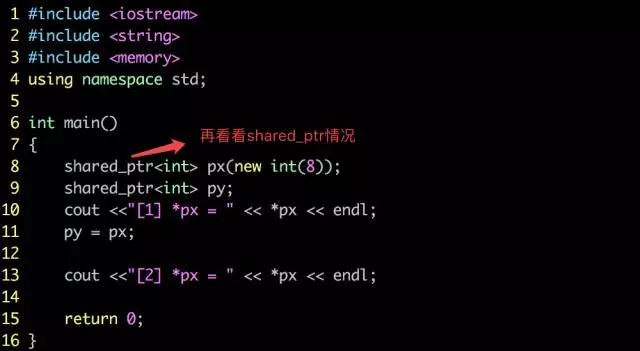 1 #include <iostream>
2 #include <string>
3 #include <memory>
4 using namespace std;
5
6 int main()
7 {
再看看shared_ptr情况
8 shared_ptr<int> px(new int(8));
9 shared_ptr<int> py;
10 cout <<"[1] *px = " << *px << endl;
11 py = px;
12
13 cout <<"[2] *px = " << *px << endl;
14
15 return 0;
16 }